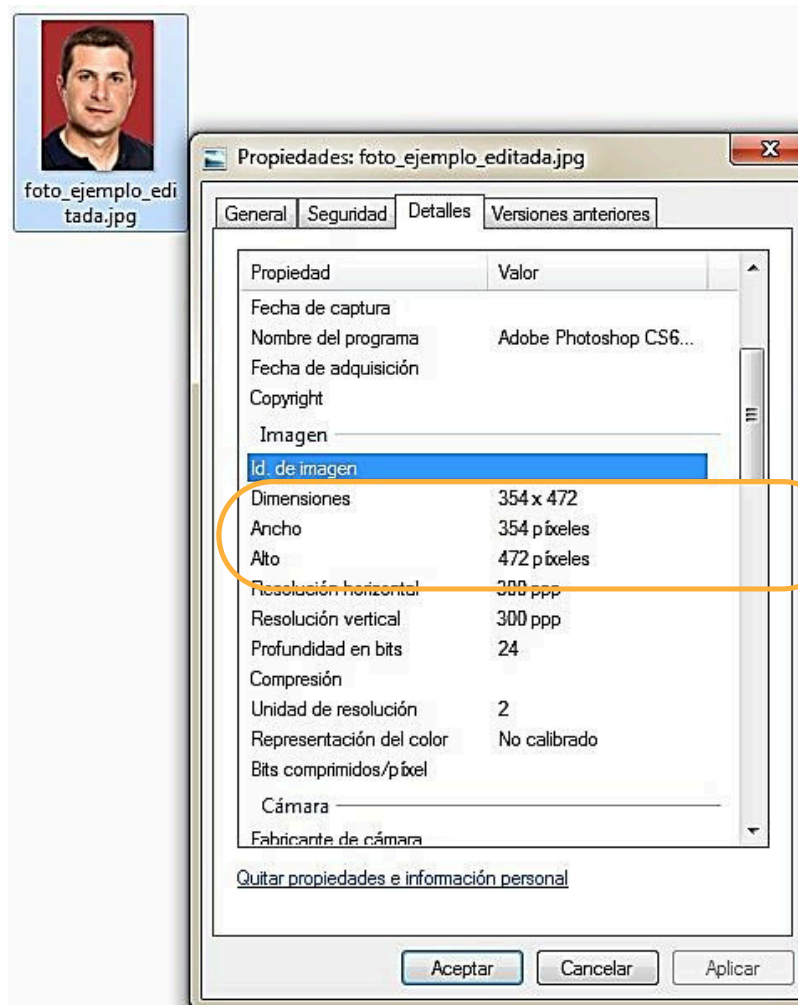 foto_ejemplo_edi
tada.jpg
Propiedades: foto_ejemplo_editada.jpg
General Seguridad Detalles Versiones anteriores
Propiedad Valor
Fecha de captura
Nombre del programa Adobe Photoshop CS6...
Fecha de adquisición
Copyright
Imagen
Id. de imagen
Dimensiones 354 x 472
Ancho 354 píxeles
Alto 472 píxeles
Resolución horizontal 300 ppp
Resolución vertical 300 ppp
Profundidad en bits 24
Compresión
Unidad de resolución 2
Representación del color No calibrado
Bits comprimidos/píxel
Cámara
Fabricante de cámara
Quitar propiedades e información personal
Aceptar Cancelar Aplicar